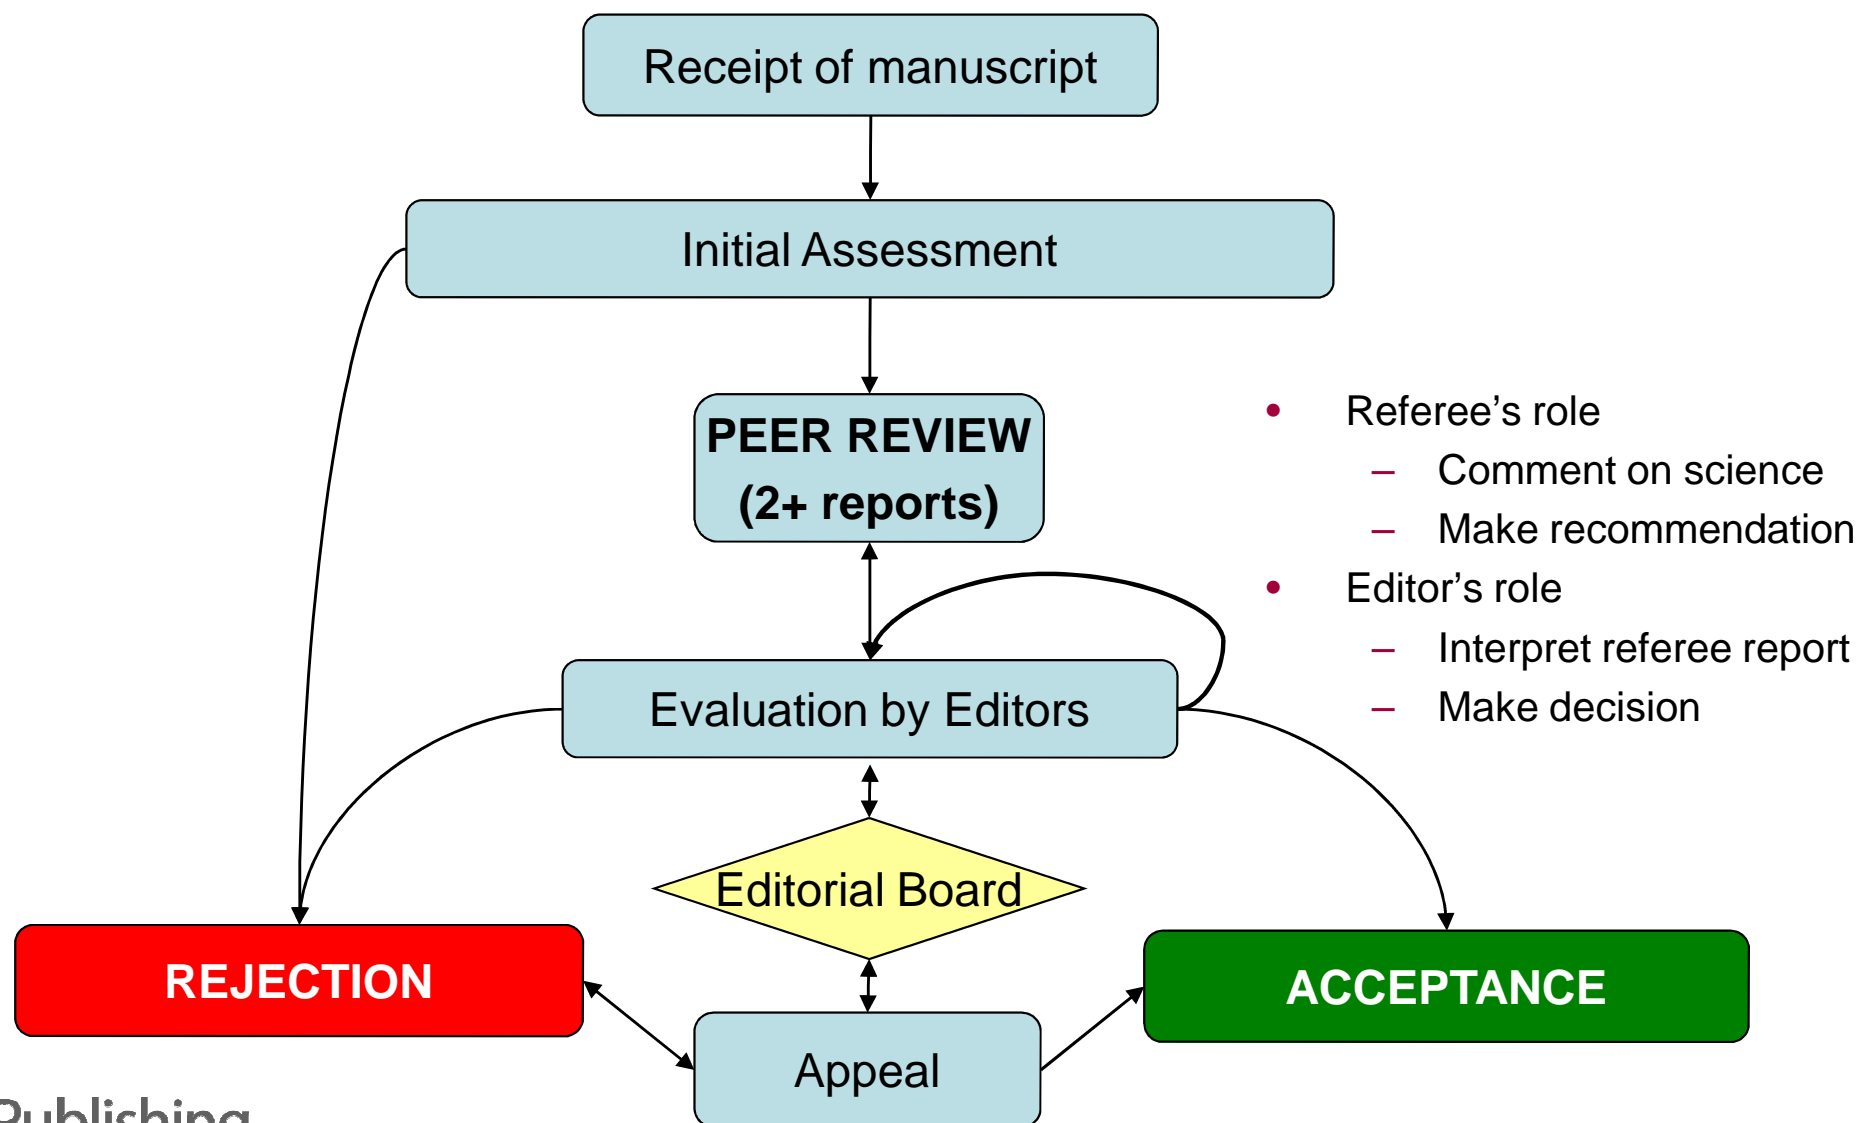 Receipt of manuscript
Initial Assessment
PEER REVIEW
(2+ reports)
• Referee’s role
– Comment on science
– Make recommendation
• Editor’s role
– Interpret referee report
– Make decision
Evaluation by Editors
Editorial Board
REJECTION
ACCEPTANCE
Appeal
Publishing